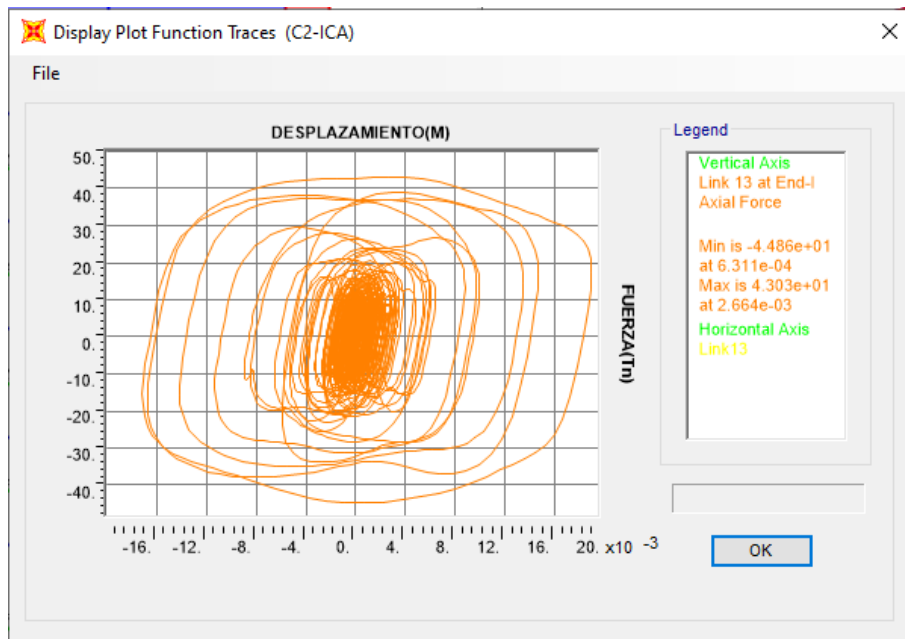 Display Plot Function Traces (C2-ICA)
File
DESPLAZAMIENTO(M)
50.
40.
30.
20.
10.
0.
-10.
-20.
-30.
-40.
-16. -12. -8. -4. 0. 4. 8. 12. 16. 20. x10 -3
FUERZA(Tn)
Legend
Vertical Axis
Link 13 at End-I
Axial Force
Min is -4.486e+01
at 6.311e-04
Max is 4.303e+01
at 2.664e-03
Horizontal Axis
Link13
OK